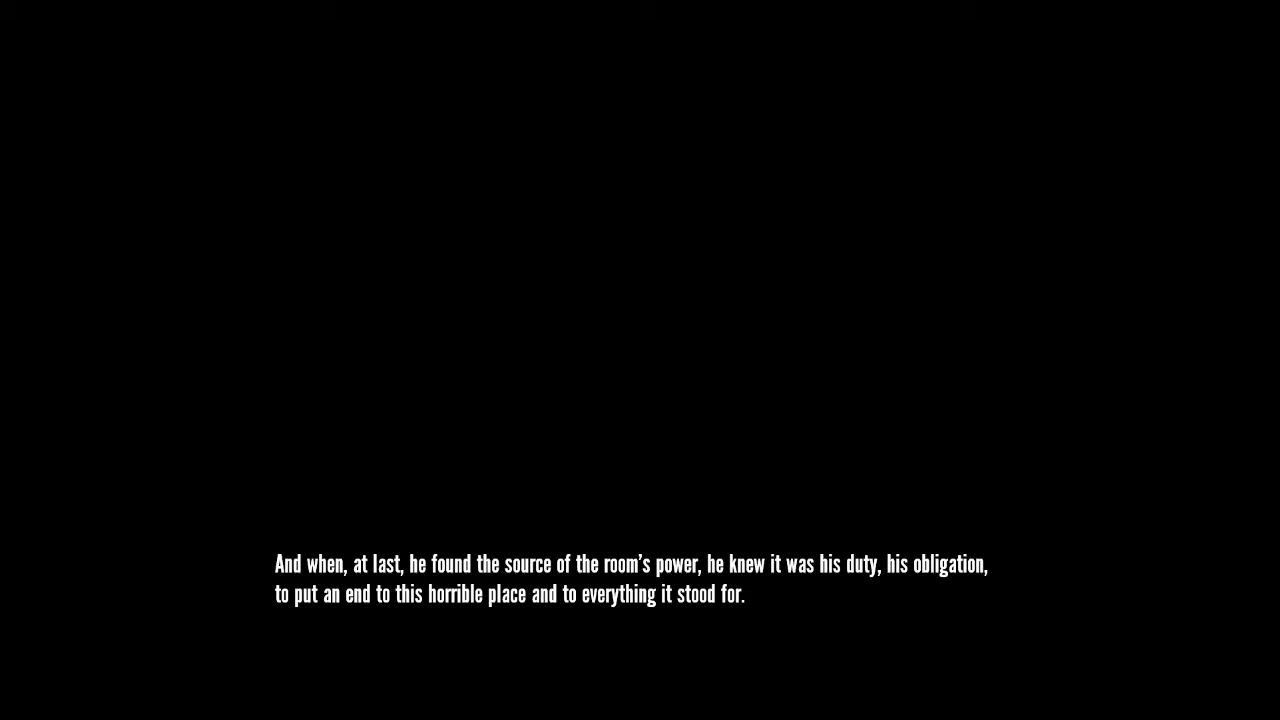 And when, at last, he found the source of the room's power, he knew it was his duty, his obligation,
to put an end to this horrible place and to everything it stood for.